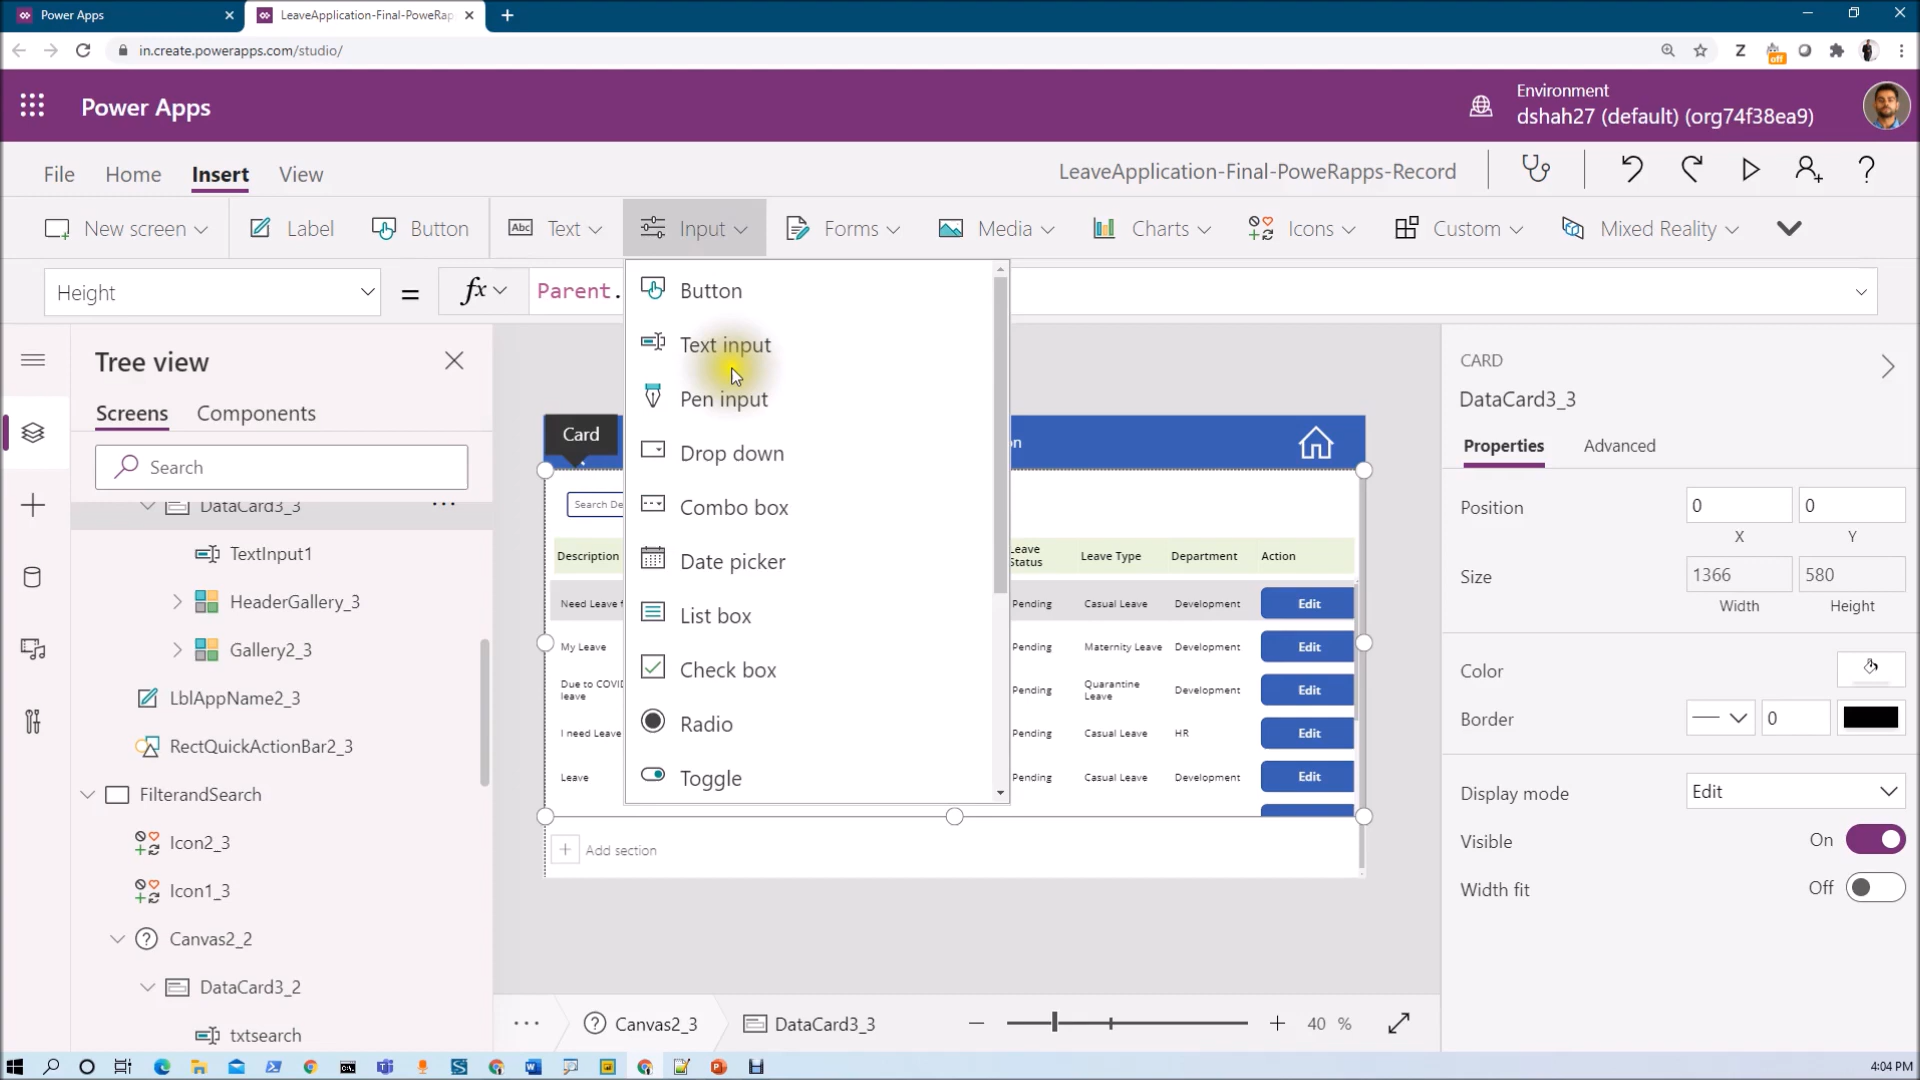 Power Apps
LeaveApplication-Final-PoweRap
in.create.powerapps.com/studio/
Z
off
Power Apps
Environment
dshah27 (default) (org74f38ea9)
File
Home
Insert
View
LeaveApplication-Final-PoweRapps-Record
?
New screen
Label
Button
Abc
Text
Input
Forms
Media
Charts
Icons
Custom
Mixed Reality
Height
=
fx
Parent.
Tree view
Screens
Components
Search
DataCard3_3
TextInput1
HeaderGallery_3
Gallery2_3
LblAppName2_3
RectQuickActionBar2_3
FilterandSearch
Icon2_3
Icon1_3
Canvas2_2
DataCard3_2
txtsearch
Button
Text input
Pen input
Drop down
Combo box
Date picker
List box
Check box
Radio
Toggle
Card
on
Search De
Description
Leave Status
Leave Type
Department
Action
Need Leave f
Pending
Casual Leave
Development
Edit
My Leave
Pending
Maternity Leave
Development
Edit
Due to COVI
leave
Pending
Quarantine
Leave
Development
Edit
I need Leave
Pending
Casual Leave
HR
Edit
Leave
Pending
Casual Leave
Development
Edit
Add section
Canvas2_3
DataCard3_3
40 %
CARD
DataCard3_3
Properties
Advanced
Position
0
0
X
Y
Size
1366
580
Width
Height
Color
Border
0
Display mode
Edit
Visible
On
Width fit
Off
4:04 PM